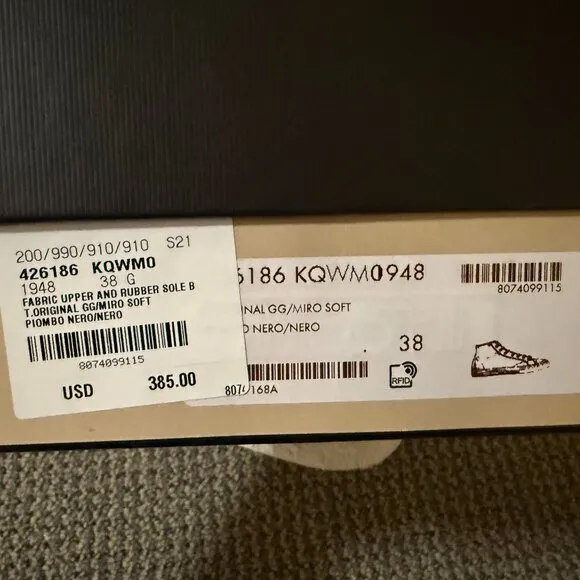 200/990/910/910 S21
426186 KQWM0
1948 38 G
FABRIC UPPER AND RUBBER SOLE B
T.ORIGINAL GG/MIRO SOFT
PIOMBO NERO/NERO
8074099115
USD 385.00
6186 KQWM0948
8074099115
NAL GG/MIRO SOFT
NERO/NERO
38
RFID